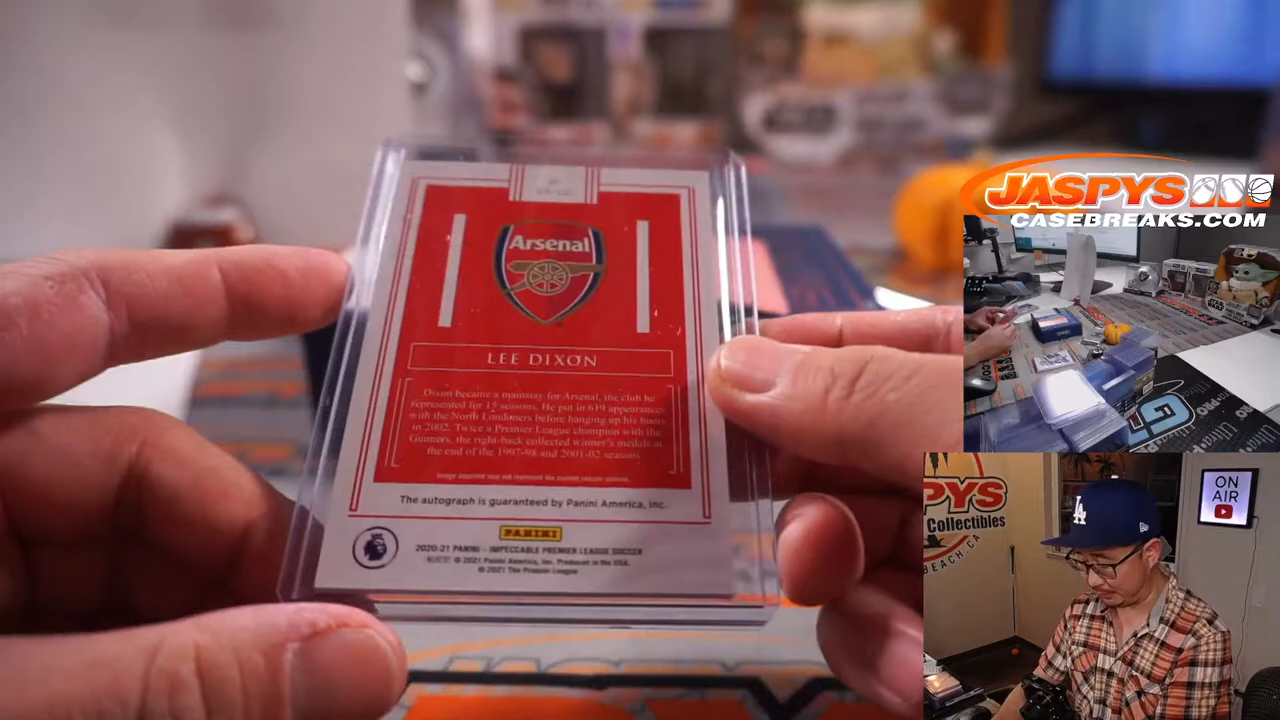 Arsenal
LEE DIXON
Dixon became a mainstay for Arsenal, the club he
represented for 15 seasons. He put in 619 appearances
with the North Londoners before hanging up his boots
in 2002. Twice a Premier League champion with the
Gunners, the right-back collected winner's medals at
the end of the 1997-98 and 2001-02 seasons
The autograph is guaranteed by Panini America, Inc.
PANINI
2020-21 PANINI – IMPECCABLE PREMIER LEAGUE SOCCER
© 2021 Panini America, Inc. Produced in the USA.
© 2021 The Premier League
JASPYS
CASEBREAKS.COM
STAR
WARS
PYS
Collectibles
BEACH, CA
ON
AIR
LA